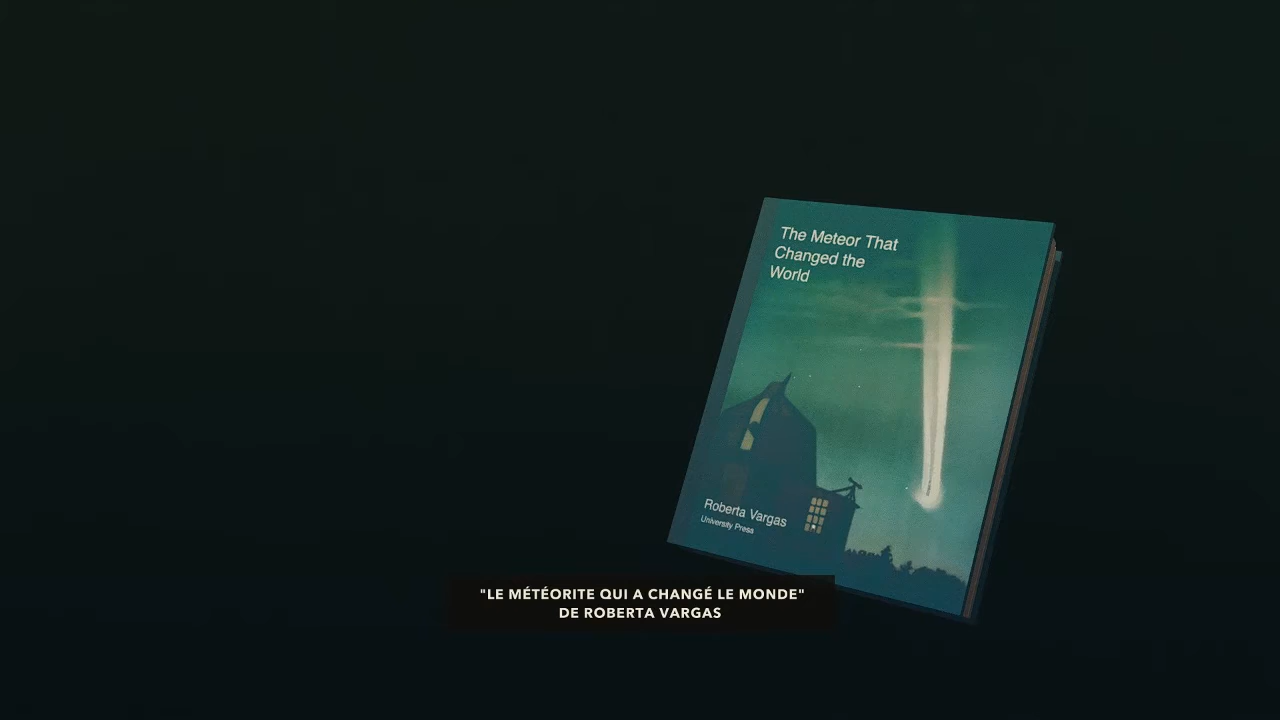 The Meteor That
Changed the
World
Roberta Vargas
University Press
"LE MÉTÉORITE QUI A CHANGÉ LE MONDE"
DE ROBERTA VARGAS